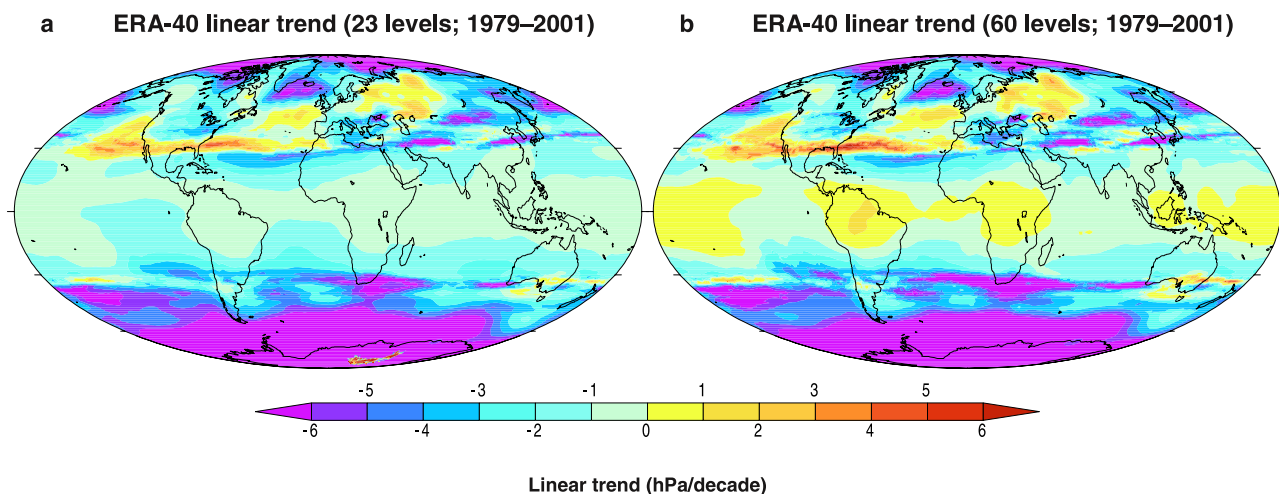 a ERA-40 linear trend (23 levels; 1979–2001)
b ERA-40 linear trend (60 levels; 1979–2001)
-5 -3 -1 1 3 5
-6 -4 -2 0 2 4 6
Linear trend (hPa/decade)